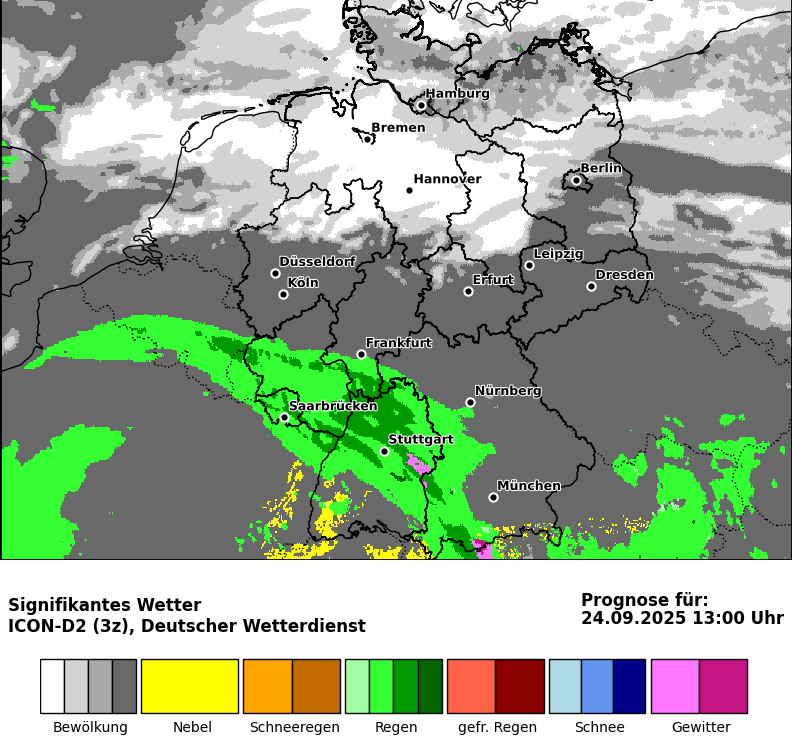 Hamburg
Bremen
Berlin
Hannover
Leipzig
Düsseldorf
Köln
Erfurt
Dresden
Frankfurt
Nürnberg
Saarbrücken
Stuttgart
München
Signifikantes Wetter
ICON-D2 (3z), Deutscher Wetterdienst
Prognose für:
24.09.2025 13:00 Uhr
Bewölkung Nebel Schneeregen Regen gefr. Regen Schnee Gewitter